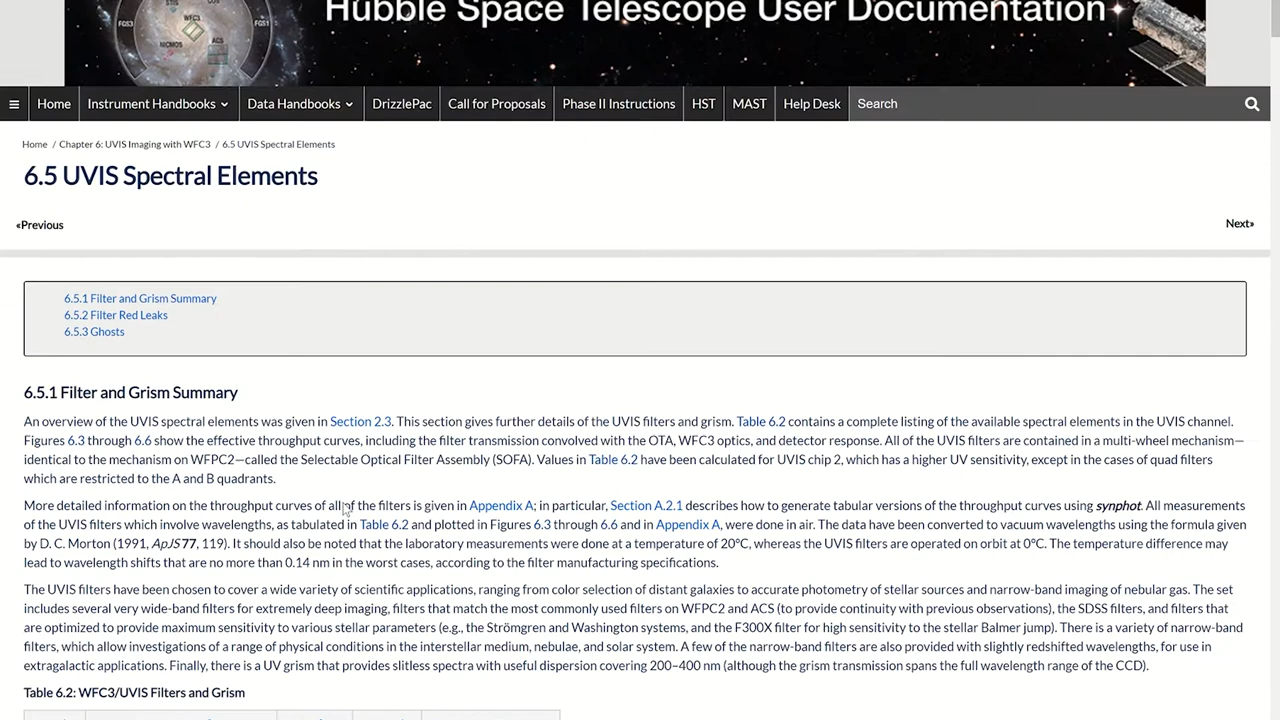 Hubble Space Telescope User Documentation
FGS3
WFC3
FGS1
NICMOS
ACS
Home
Instrument Handbooks
Data Handbooks
DrizzlePac
Call for Proposals
Phase II Instructions
HST
MAST
Help Desk
Search
Home / Chapter 6: UVIS Imaging with WFC3 / 6.5 UVIS Spectral Elements
6.5 UVIS Spectral Elements
«Previous
Next»
6.5.1 Filter and Grism Summary
6.5.2 Filter Red Leaks
6.5.3 Ghosts
6.5.1 Filter and Grism Summary
An overview of the UVIS spectral elements was given in Section 2.3. This section gives further details of the UVIS filters and grism. Table 6.2 contains a complete listing of the available spectral elements in the UVIS channel.
Figures 6.3 through 6.6 show the effective throughput curves, including the filter transmission convolved with the OTA, WFC3 optics, and detector response. All of the UVIS filters are contained in a multi-wheel mechanism—
identical to the mechanism on WFPC2—called the Selectable Optical Filter Assembly (SOFA). Values in Table 6.2 have been calculated for UVIS chip 2, which has a higher UV sensitivity, except in the cases of quad filters
which are restricted to the A and B quadrants.
More detailed information on the throughput curves of all of the filters is given in Appendix A; in particular, Section A.2.1 describes how to generate tabular versions of the throughput curves using synphot. All measurements
of the UVIS filters which involve wavelengths, as tabulated in Table 6.2 and plotted in Figures 6.3 through 6.6 and in Appendix A, were done in air. The data have been converted to vacuum wavelengths using the formula given
by D. C. Morton (1991, ApJS 77, 119). It should also be noted that the laboratory measurements were done at a temperature of 20°C, whereas the UVIS filters are operated on orbit at 0°C. The temperature difference may
lead to wavelength shifts that are no more than 0.14 nm in the worst cases, according to the filter manufacturing specifications.
The UVIS filters have been chosen to cover a wide variety of scientific applications, ranging from color selection of distant galaxies to accurate photometry of stellar sources and narrow-band imaging of nebular gas. The set
includes several very wide-band filters for extremely deep imaging, filters that match the most commonly used filters on WFPC2 and ACS (to provide continuity with previous observations), the SDSS filters, and filters that
are optimized to provide maximum sensitivity to various stellar parameters (e.g., the Strömgren and Washington systems, and the F300X filter for high sensitivity to the stellar Balmer jump). There is a variety of narrow-band
filters, which allow investigations of a range of physical conditions in the interstellar medium, nebulae, and solar system. A few of the narrow-band filters are also provided with slightly redshifted wavelengths, for use in
extragalactic applications. Finally, there is a UV grism that provides slitless spectra with useful dispersion covering 200–400 nm (although the grism transmission spans the full wavelength range of the CCD).
Table 6.2: WFC3/UVIS Filters and Grism